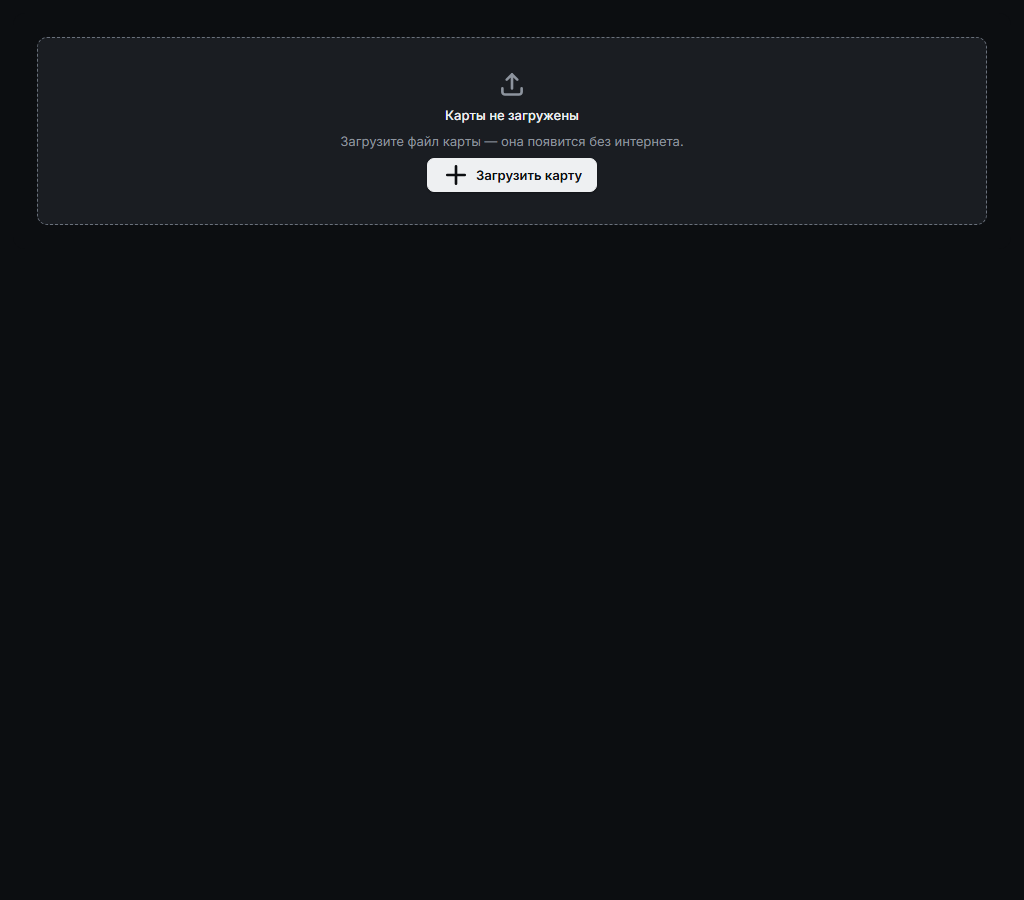 Карты не загружены
Загрузите файл карты — она появится без интернета.
Загрузить карту